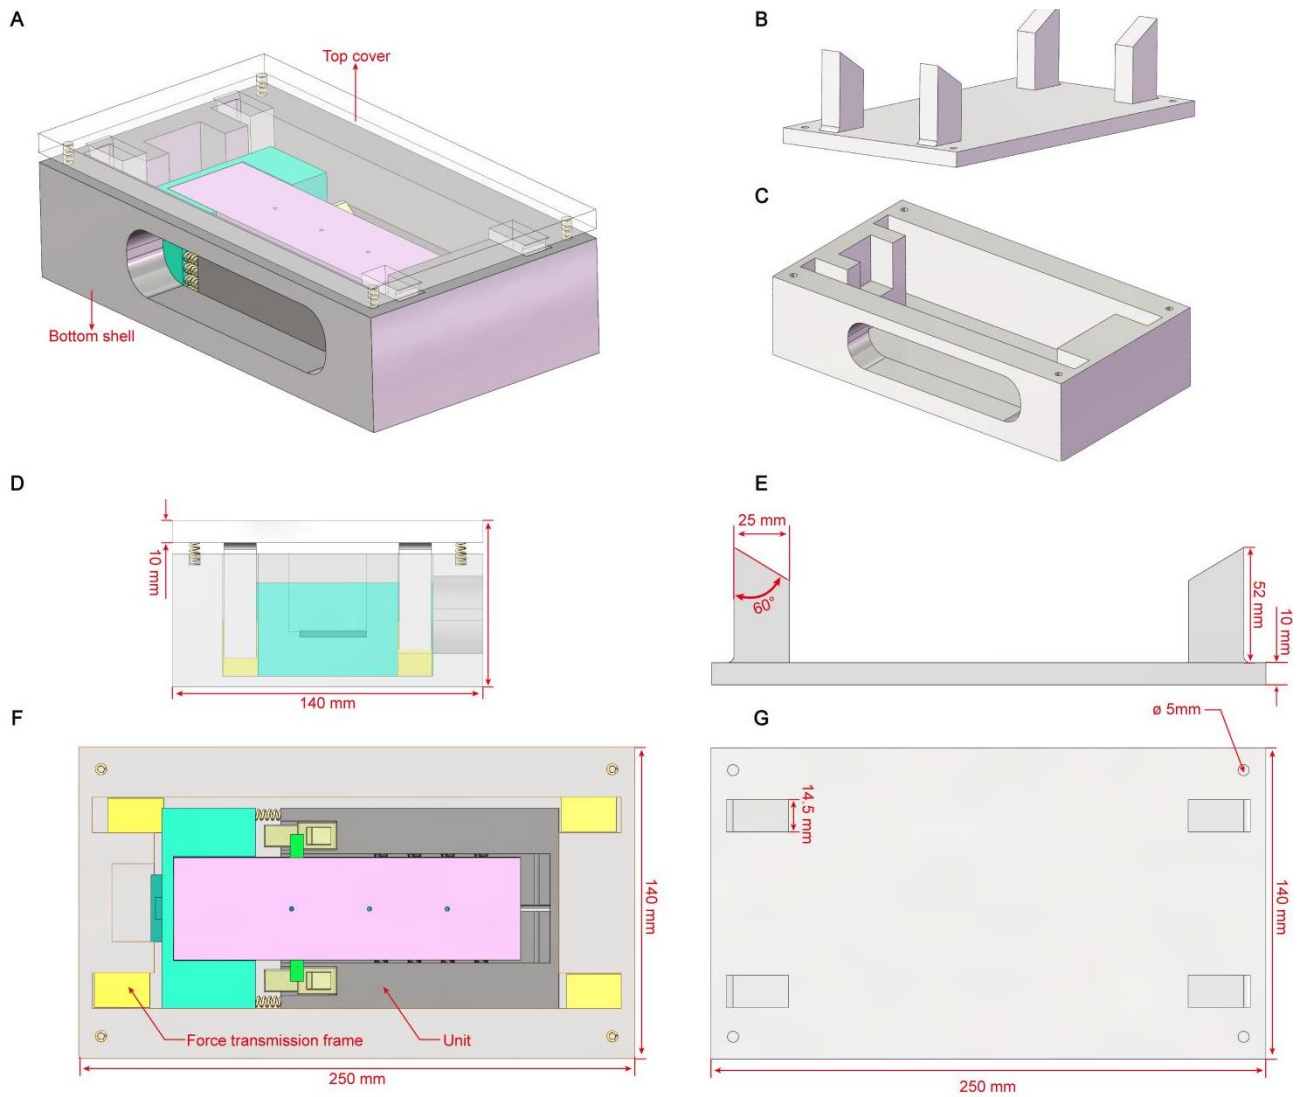 A
Top cover
Bottom shell
B
C
D
10 mm
140 mm
E
25 mm
60°
52 mm
10 mm
F
Force transmission frame
Unit
140 mm
250 mm
G
ø 5mm
14.5 mm
140 mm
250 mm